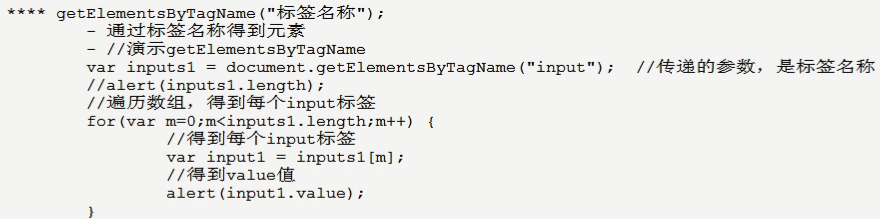 **** getElementsByTagName("标签名称");
- 通过标签名称得到元素
- //演示getElementsByTagName
var inputs1 = document.getElementsByTagName("input");  //传递的参数，是标签名称
//alert(inputs1.length);
//遍历数组，得到每个input标签
for(var m=0;m<inputs1.length;m++) {
//得到每个input标签
var input1 = inputs1[m];
//得到value值
alert(input1.value);
}